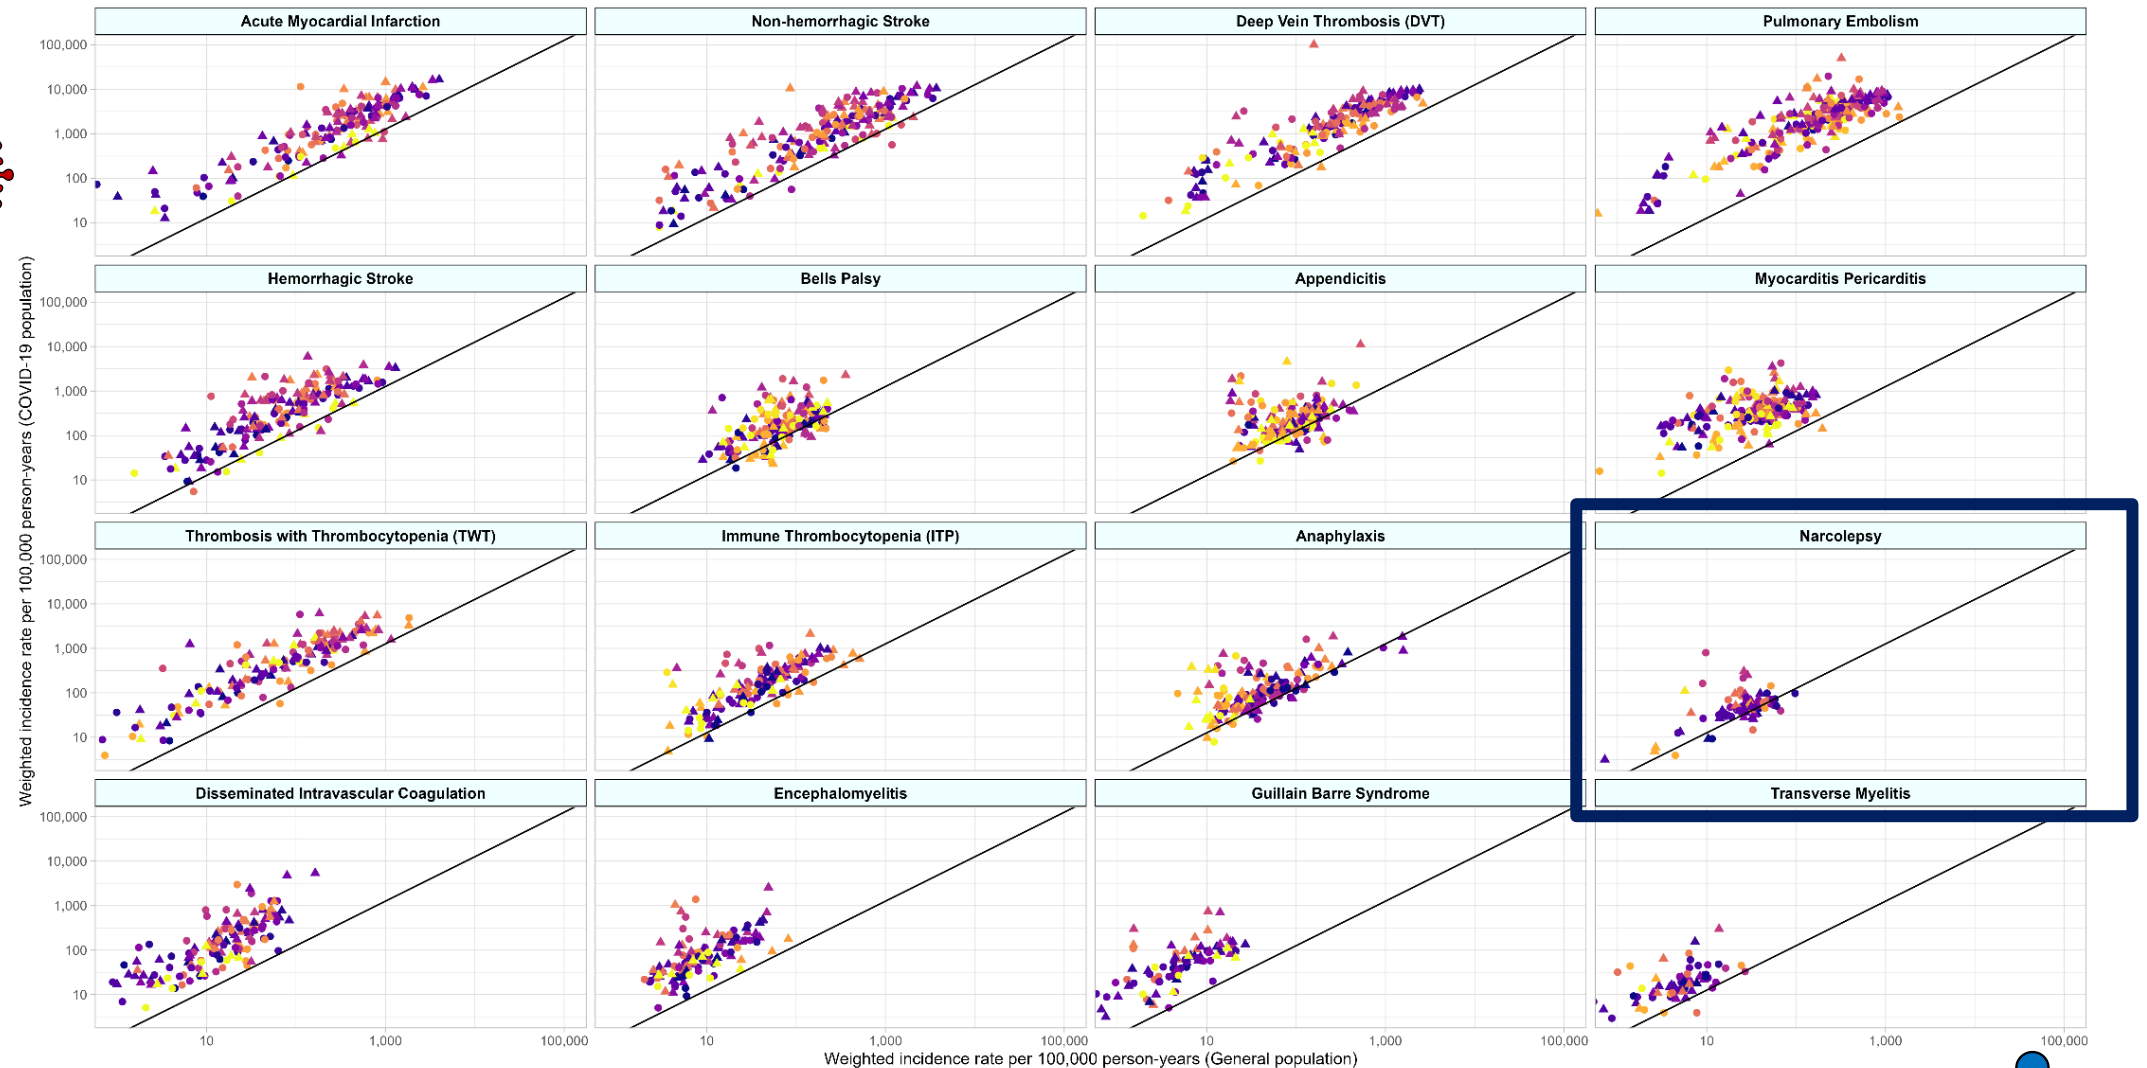 Acute Myocardial Infarction
Non-hemorrhagic Stroke
Deep Vein Thrombosis (DVT)
Pulmonary Embolism
100,000
10,000
1,000
100
10
Hemorrhagic Stroke
Bells Palsy
Appendicitis
Myocarditis Pericarditis
100,000
10,000
1,000
100
10
Thrombosis with Thrombocytopenia (TWT)
Immune Thrombocytopenia (ITP)
Anaphylaxis
Narcolepsy
100,000
10,000
1,000
100
10
Disseminated Intravascular Coagulation
Encephalomyelitis
Guillain Barre Syndrome
Transverse Myelitis
100,000
10,000
1,000
100
10
10 1,000 100,000
10 1,000 100,000
10 1,000 100,000
10 1,000 100,000
Weighted incidence rate per 100,000 person-years (COVID-19 population)
Weighted incidence rate per 100,000 person-years (General population)